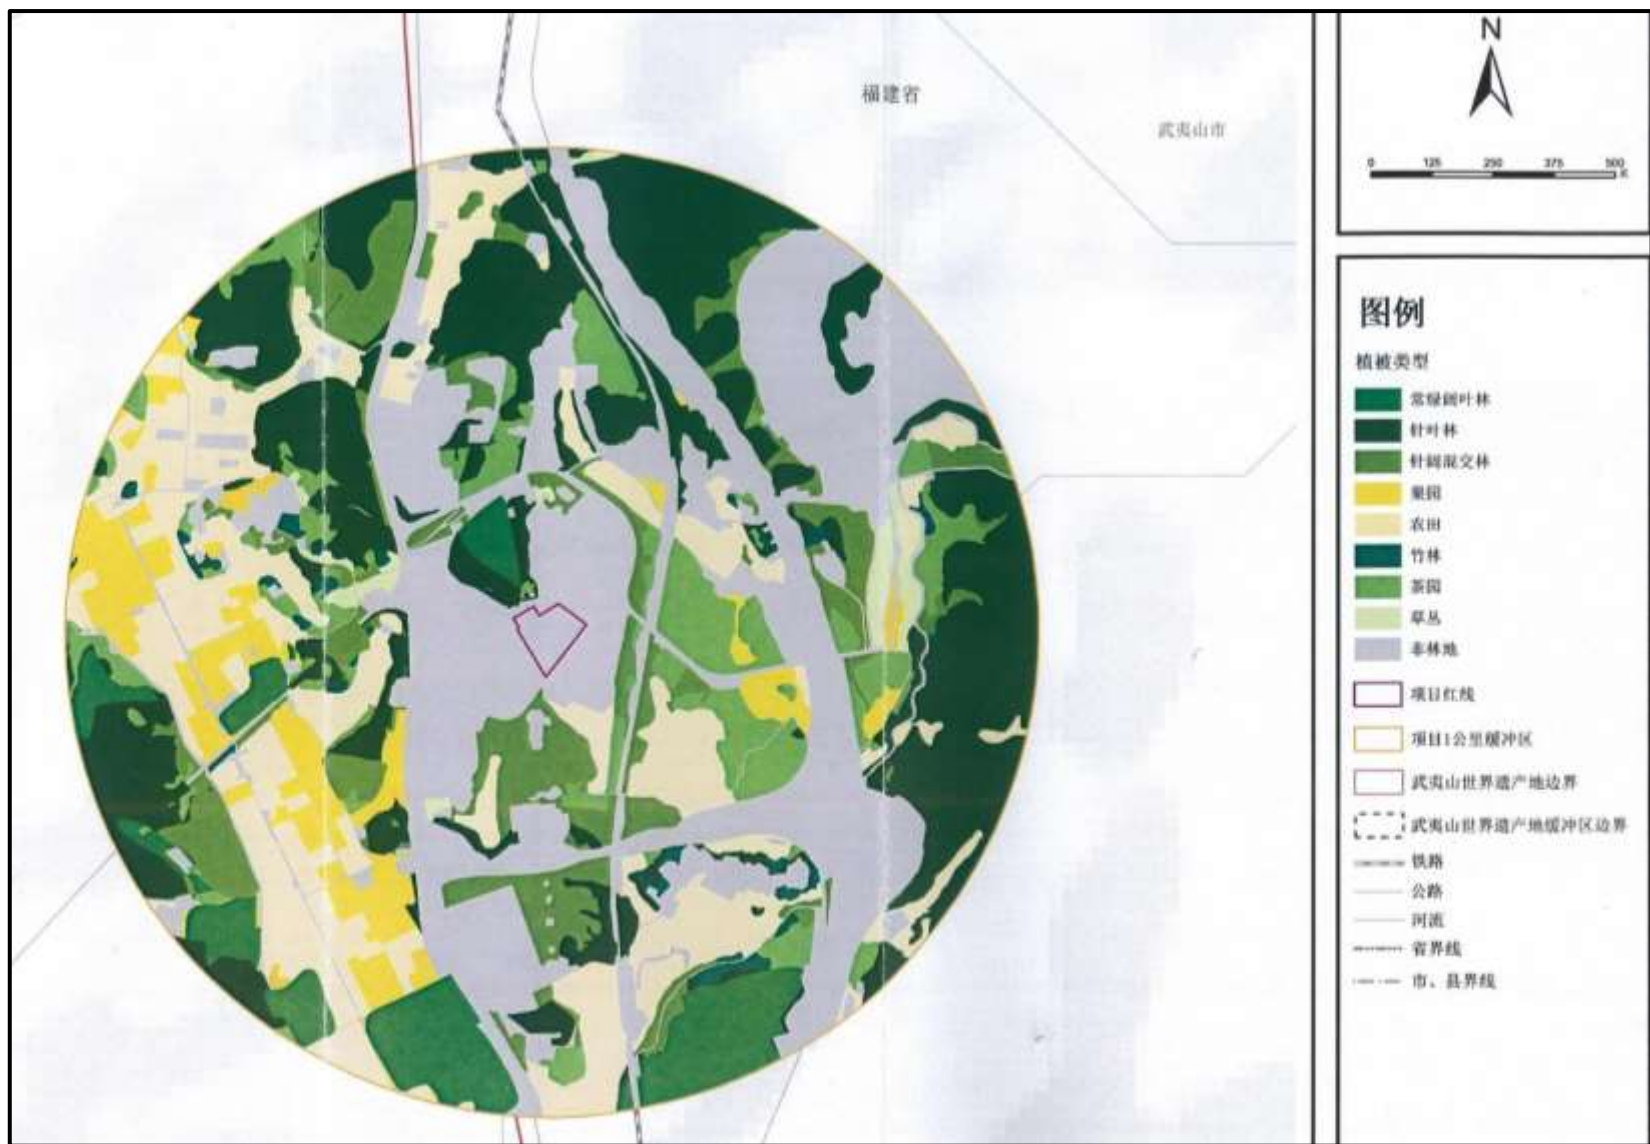 福建省
武夷山市
N
0 125 250 375 500
米
图例
植被类型
常绿阔叶林
针叶林
针阔混交林
果园
农田
竹林
茶园
草丛
非林地
项目红线
项目1公里缓冲区
武夷山世界遗产地边界
武夷山世界遗产地缓冲区边界
铁路
公路
河流
省界线
市、县界线